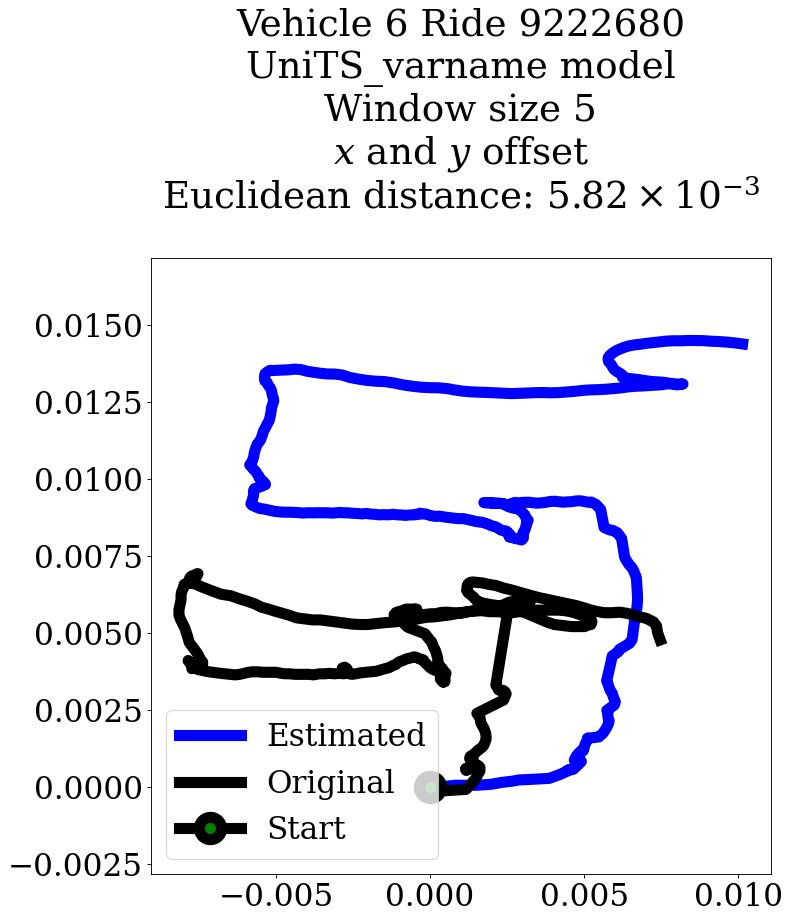 Vehicle 6 Ride 9222680
UniTS_varname model
Window size 5
x and y offset
Euclidean distance: 5.82 × 10⁻³
0.0150
0.0125
0.0100
0.0075
0.0050
0.0025
0.0000
−0.0025
Estimated
Original
Start
−0.005 0.000 0.005 0.010